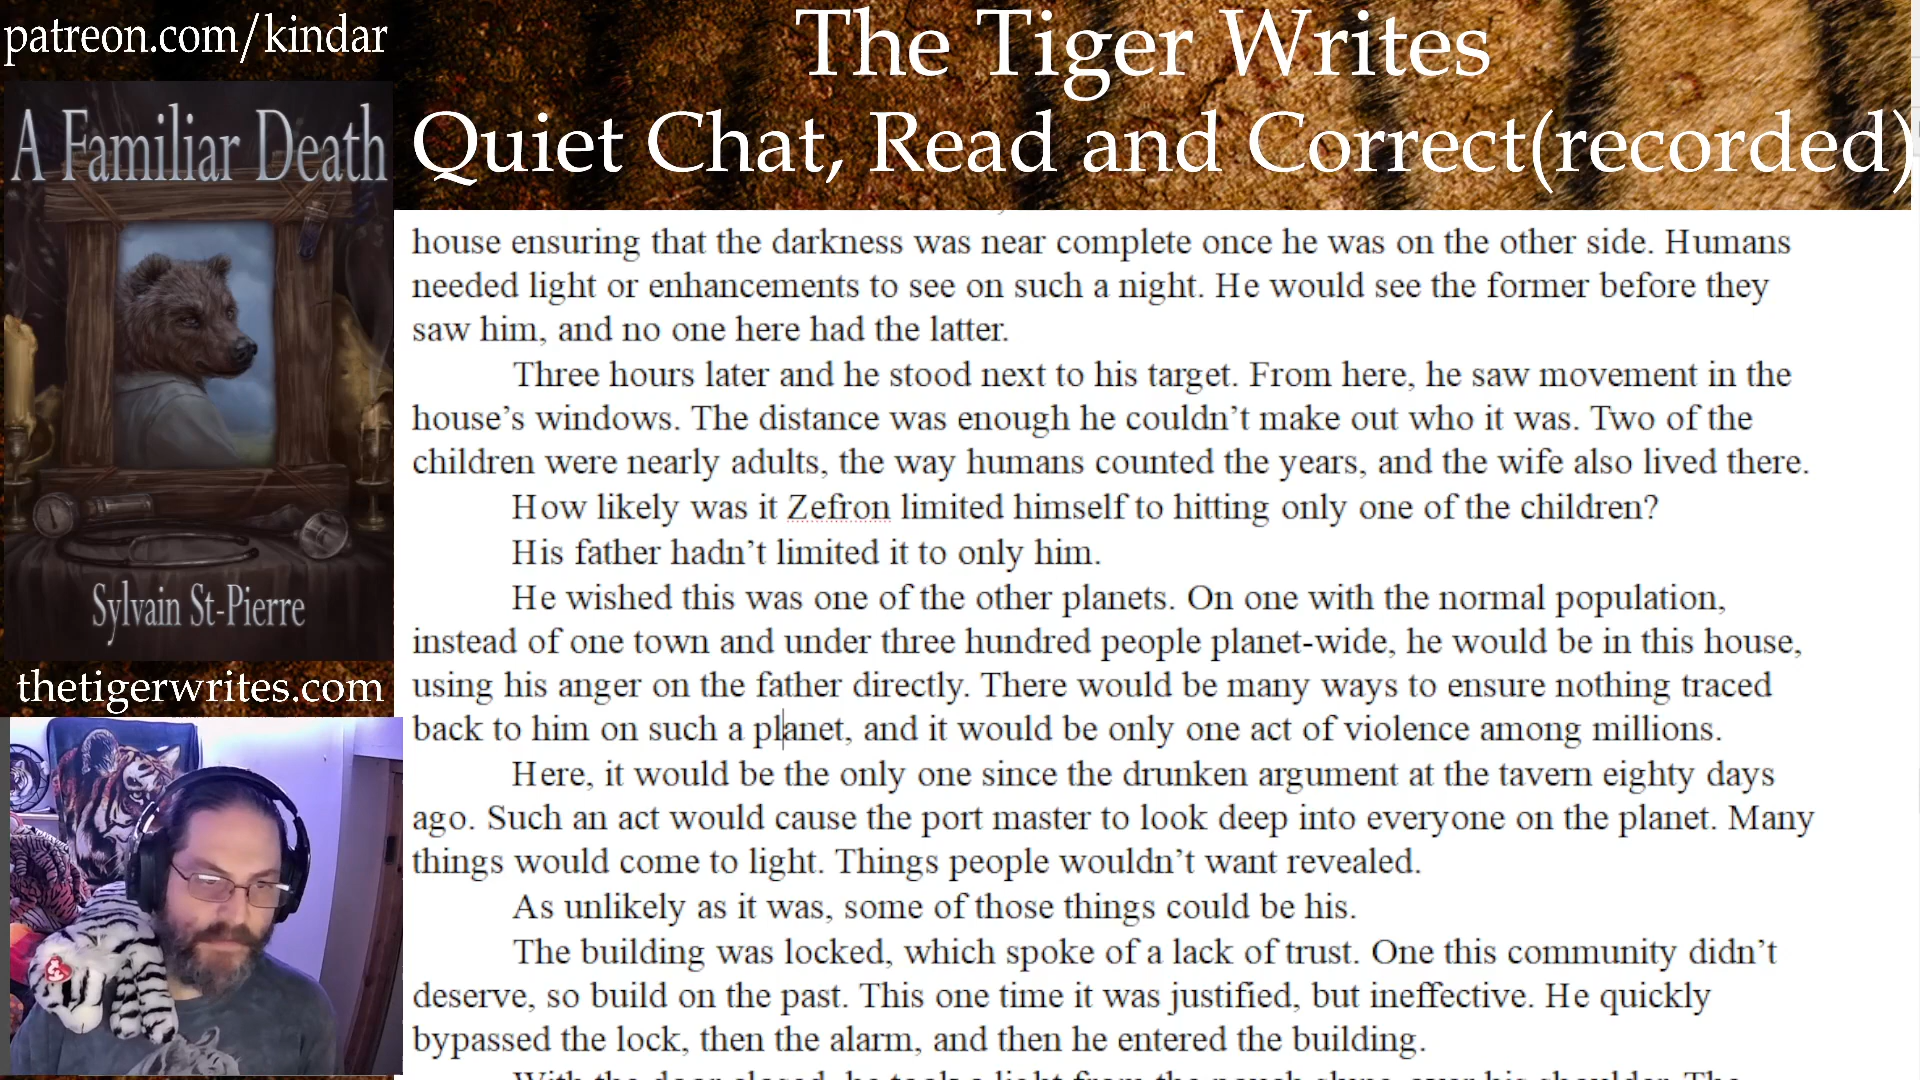 patreon.com/kindar
The Tiger Writes
Quiet Chat, Read and Correct(recorded)
A Familiar Death
Sylvain St-Pierre
thetigerwrites.com
house ensuring that the darkness was near complete once he was on the other side. Humans
needed light or enhancements to see on such a night. He would see the former before they
saw him, and no one here had the latter.
Three hours later and he stood next to his target. From here, he saw movement in the
house’s windows. The distance was enough he couldn’t make out who it was. Two of the
children were nearly adults, the way humans counted the years, and the wife also lived there.
How likely was it Zefron limited himself to hitting only one of the children?
His father hadn’t limited it to only him.
He wished this was one of the other planets. On one with the normal population,
instead of one town and under three hundred people planet-wide, he would be in this house,
using his anger on the father directly. There would be many ways to ensure nothing traced
back to him on such a planet, and it would be only one act of violence among millions.
Here, it would be the only one since the drunken argument at the tavern eighty days
ago. Such an act would cause the port master to look deep into everyone on the planet. Many
things would come to light. Things people wouldn’t want revealed.
As unlikely as it was, some of those things could be his.
The building was locked, which spoke of a lack of trust. One this community didn’t
deserve, so build on the past. This one time it was justified, but ineffective. He quickly
bypassed the lock, then the alarm, and then he entered the building.
With the door closed, he took a light from the pouch slung over his shoulder. The